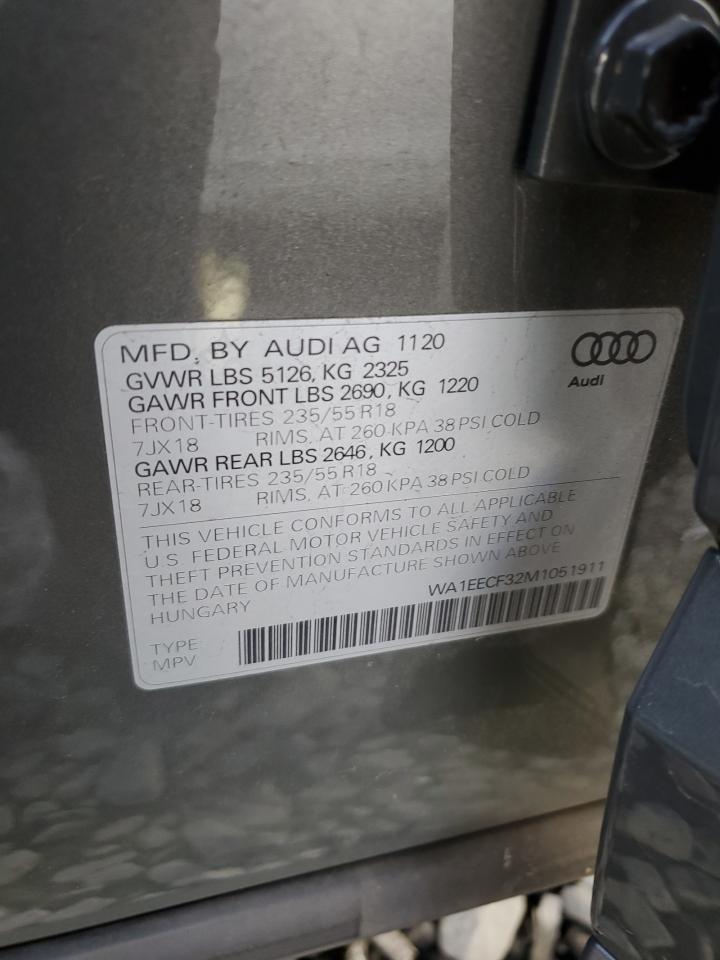 MFD. BY AUDI AG 1120
GVWR LBS 5126, KG 2325
GAWR FRONT LBS 2690, KG 1220
FRONT-TIRES 235/55 R18
7JX18 RIMS, AT 260 KPA 38 PSI COLD
GAWR REAR LBS 2646, KG 1200
REAR-TIRES 235/55 R18
7JX18 RIMS, AT 260 KPA 38 PSI COLD
Audi
THIS VEHICLE CONFORMS TO ALL APPLICABLE
U.S. FEDERAL MOTOR VEHICLE SAFETY AND
THEFT PREVENTION STANDARDS IN EFFECT ON
THE DATE OF MANUFACTURE SHOWN ABOVE
HUNGARY
WA1EECF32M1051911
TYPE
MPV